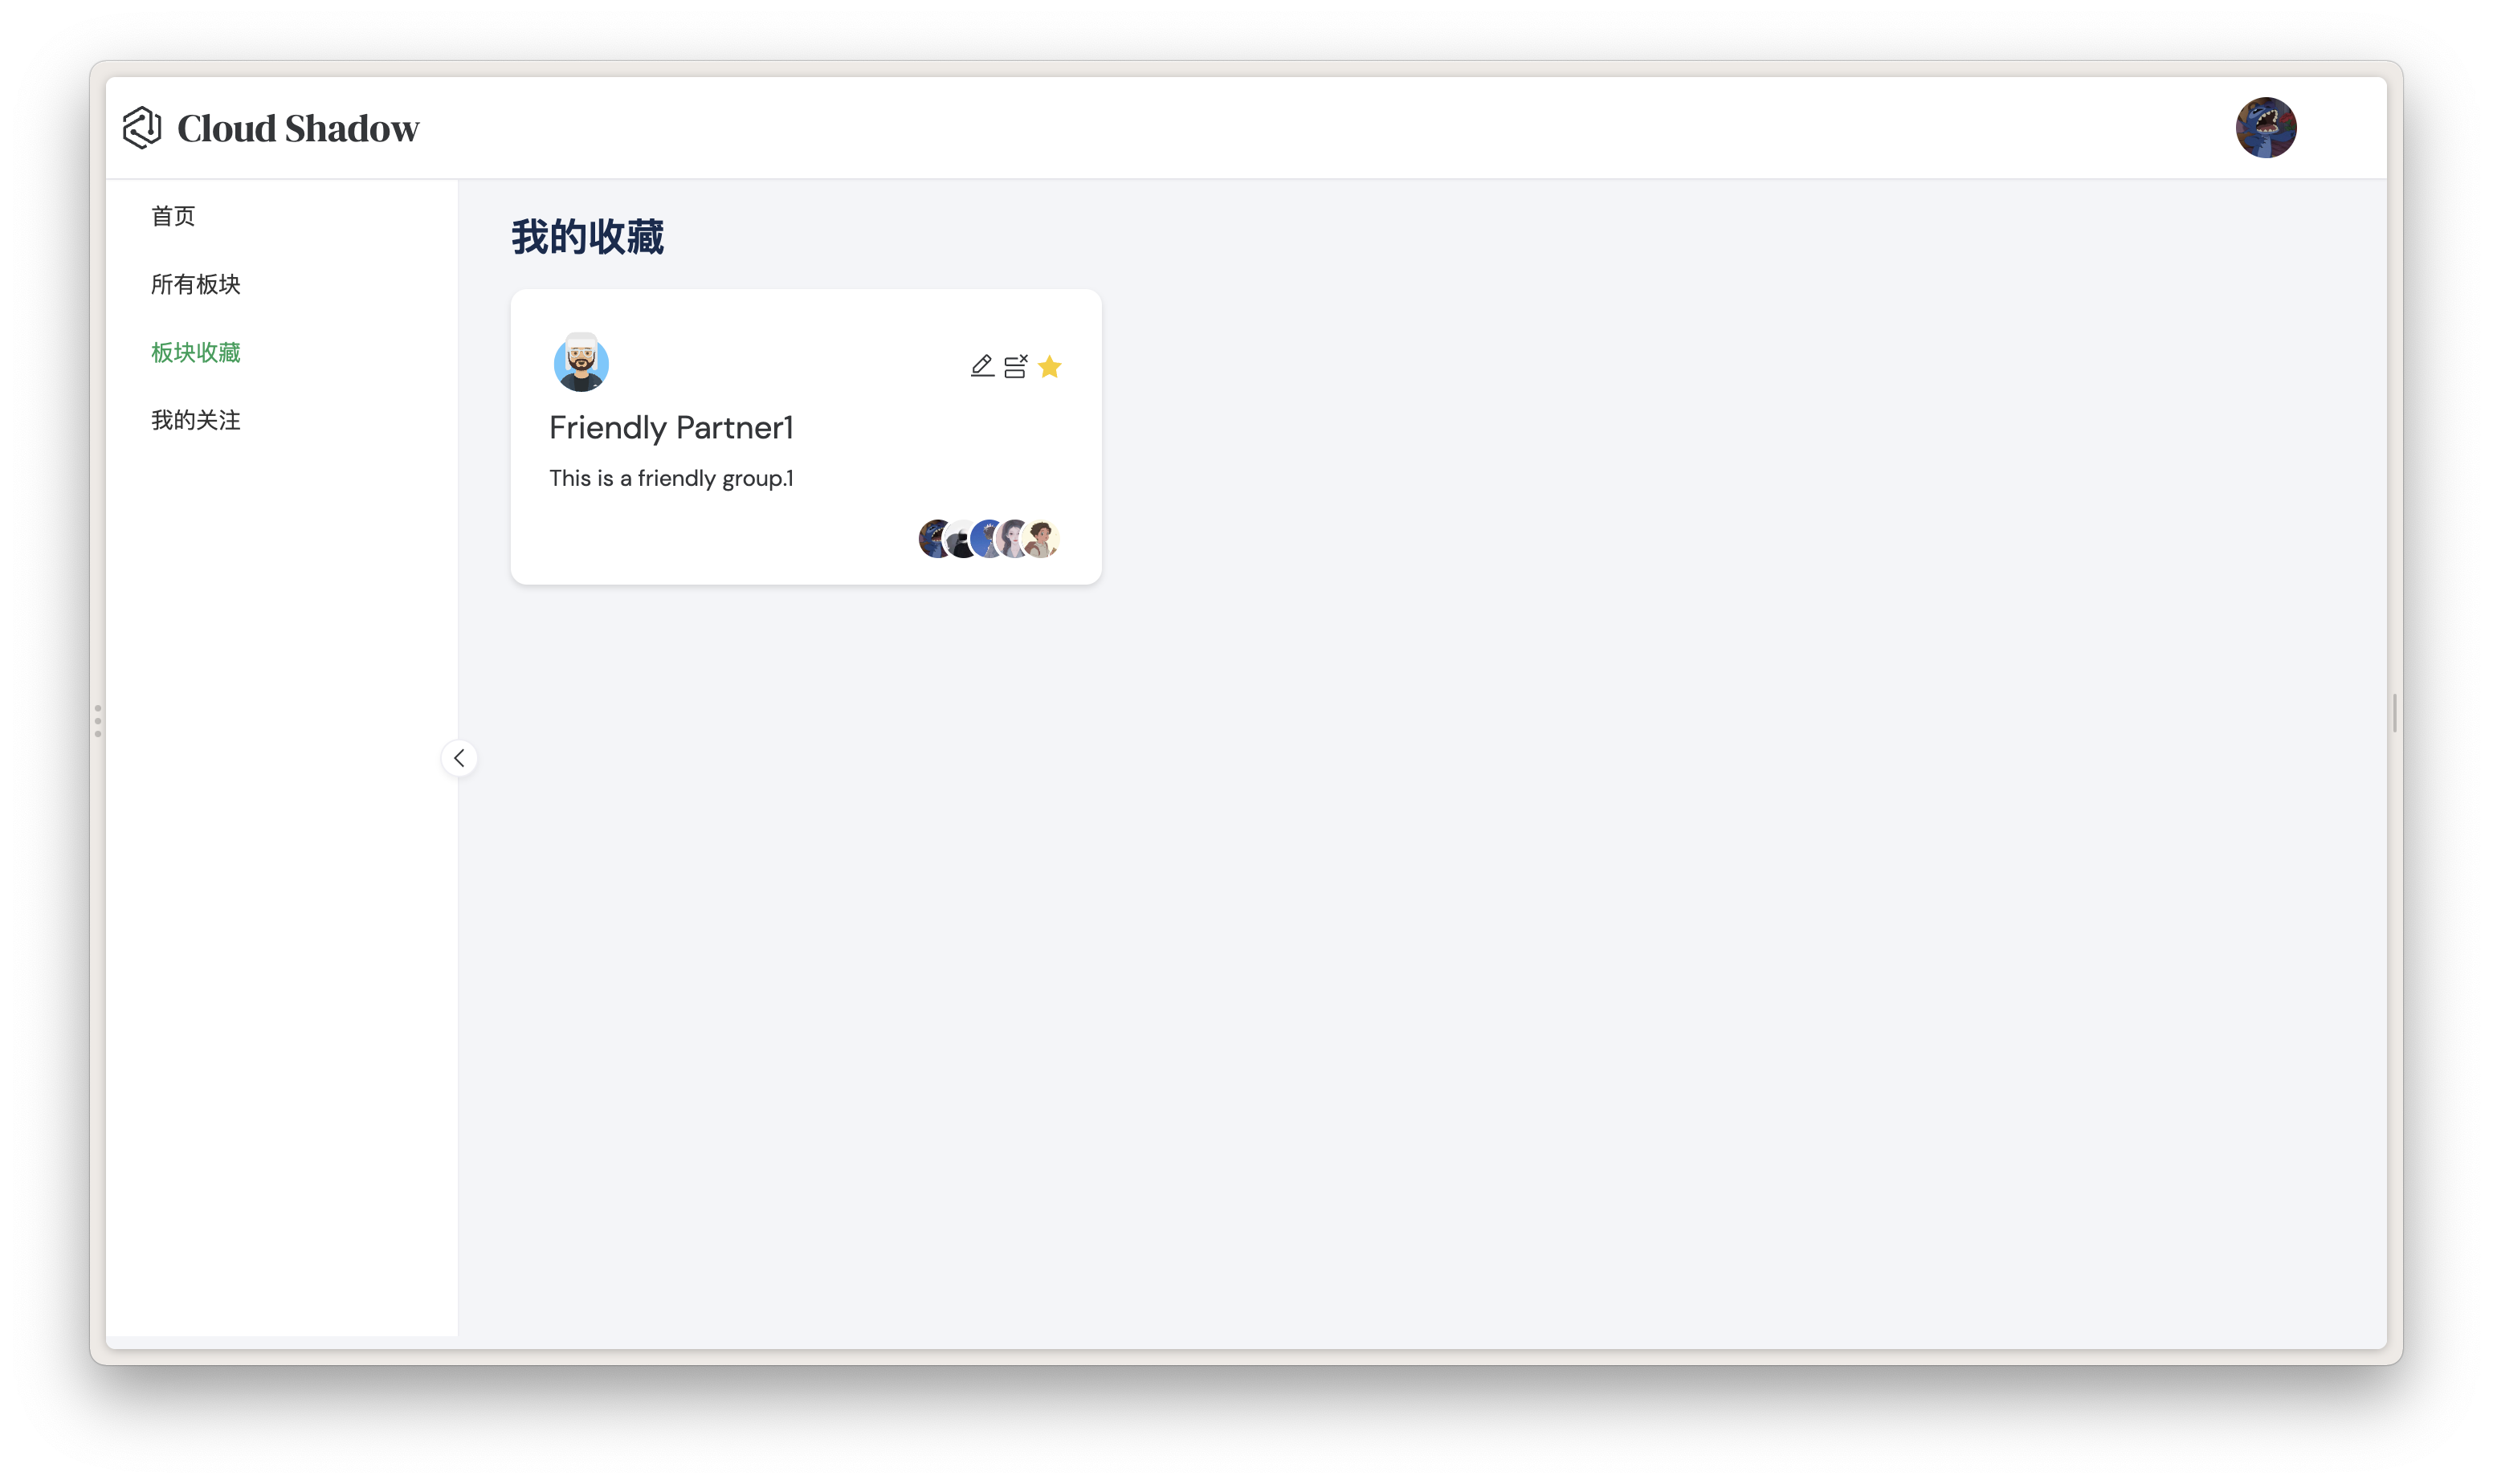 Cloud Shadow
首页
所有板块
板块收藏
我的关注
我的收藏
Friendly Partner1
This is a friendly group.1